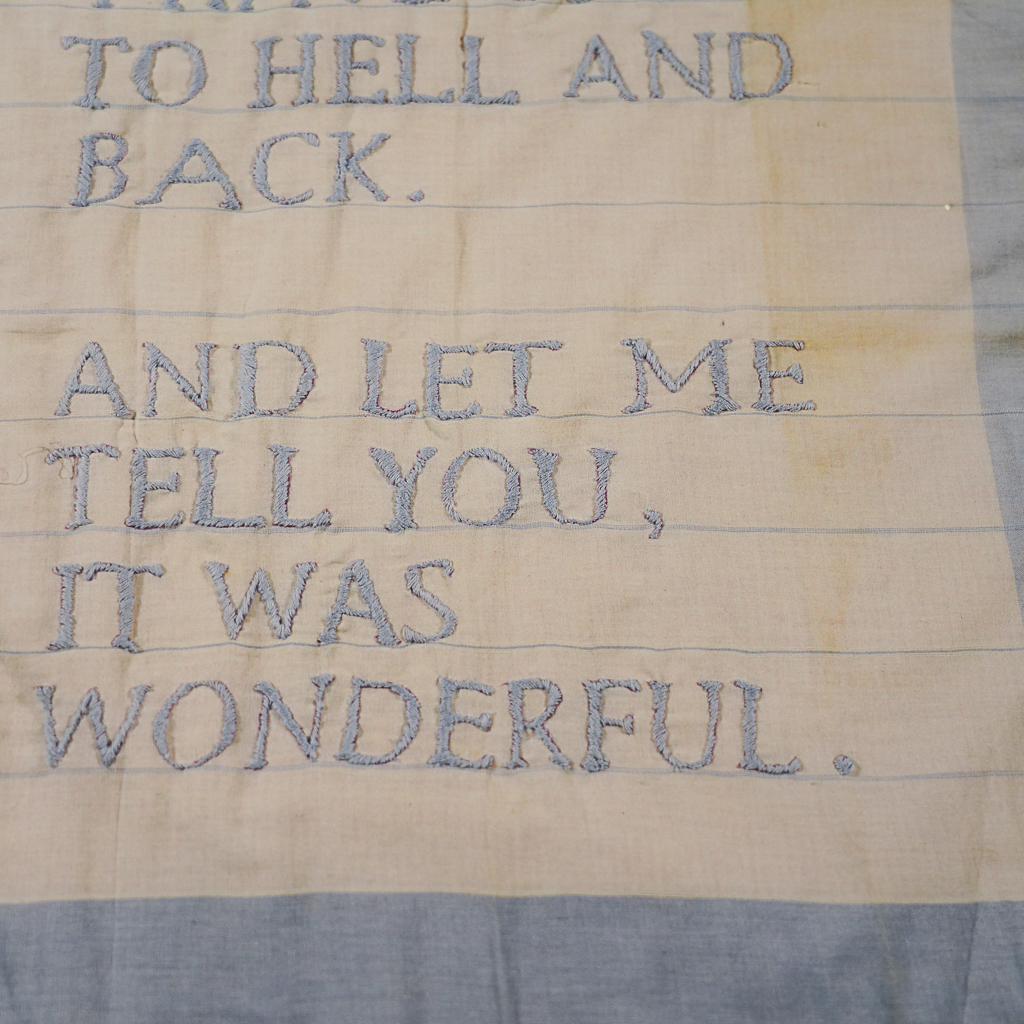 TO HELL AND
BACK.
AND LET ME
TELL YOU,
IT WAS
WONDERFUL.